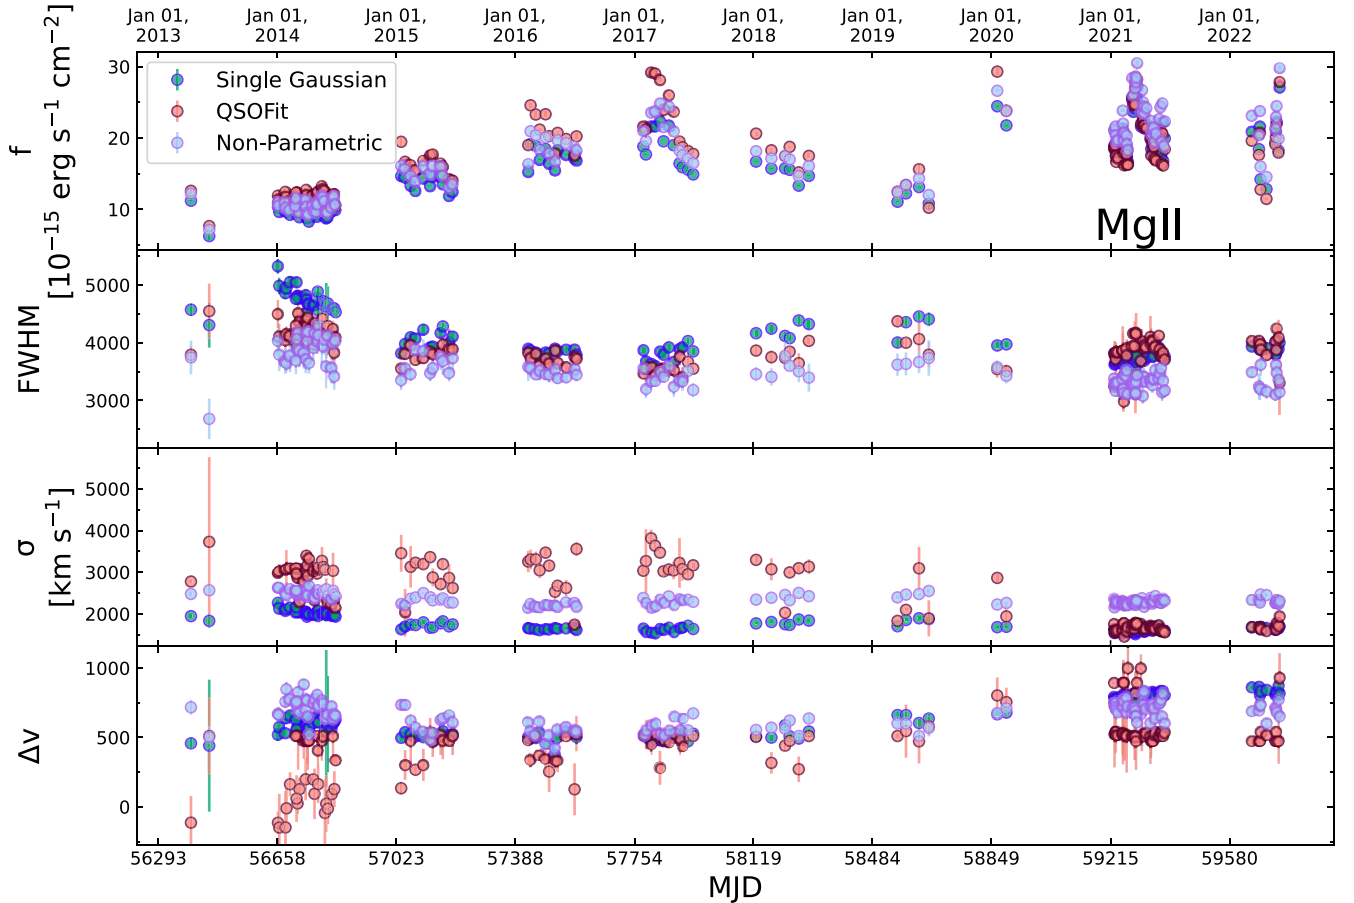 Jan 01, Jan 01, Jan 01, Jan 01, Jan 01, Jan 01, Jan 01, Jan 01, Jan 01, Jan 01,
2013 2014 2015 2016 2017 2018 2019 2020 2021 2022
f
[10⁻¹⁵ erg s⁻¹ cm⁻²]
30
20
10
Single Gaussian
QSOFit
Non-Parametric
MgII
FWHM
5000
4000
3000
σ
[km s⁻¹]
5000
4000
3000
2000
Δv
1000
500
0
56293 56658 57023 57388 57754 58119 58484 58849 59215 59580
MJD